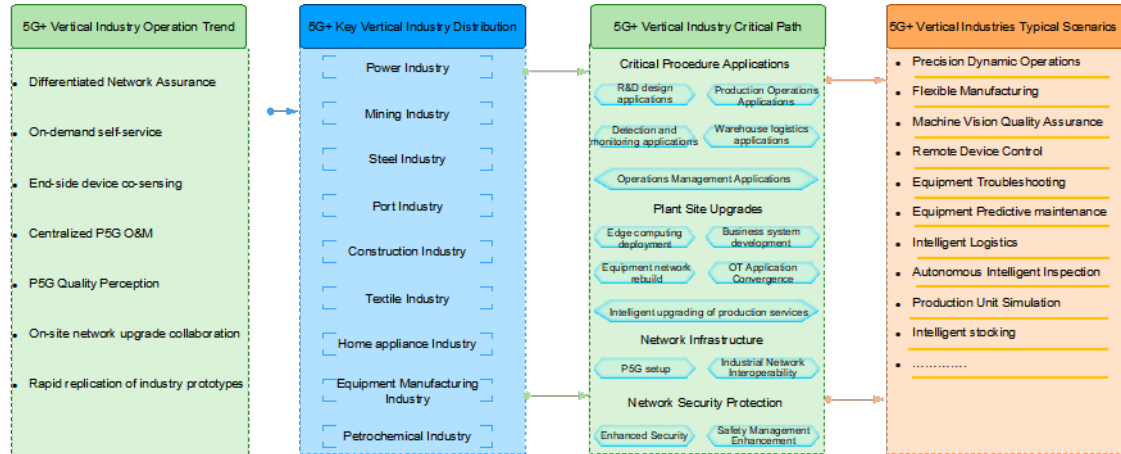 5G+ Vertical Industry Operation Trend
Differentiated Network Assurance
On-demand self-service
End-side device co-sensing
Centralized P5G O&M
P5G Quality Perception
On-site network upgrade collaboration
Rapid replication of industry prototypes
5G+ Key Vertical Industry Distribution
Power Industry
Mining Industry
Steel Industry
Port Industry
Construction Industry
Textile Industry
Home appliance Industry
Equipment Manufacturing
Industry
Petrochemical Industry
5G+ Vertical Industry Critical Path
Critical Procedure Applications
R&D design
applications
Production Operations
Applications
Detection and
monitoring applications
Warehouse logistics
applications
Operations Management Applications
Plant Site Upgrades
Edge computing
deployment
Business system
development
Equipment network
rebuild
OT Application
Convergence
Intelligent upgrading of production services
Network Infrastructure
P5G setup
Industrial Network
Interoperability
Network Security Protection
Enhanced Security
Safety Management
Enhancement
5G+ Vertical Industries Typical Scenarios
Precision Dynamic Operations
Flexible Manufacturing
Machine Vision Quality Assurance
Remote Device Control
Equipment Troubleshooting
Equipment Predictive maintenance
Intelligent Logistics
Autonomous Intelligent Inspection
Production Unit Simulation
Intelligent stocking
.............